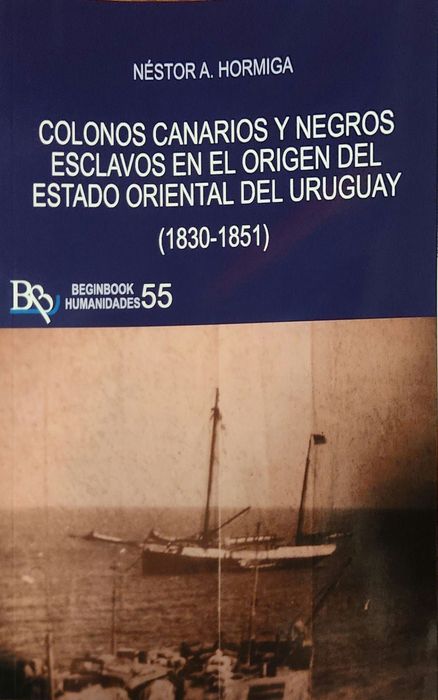 NÉSTOR A. HORMIGA
COLONOS CANARIOS Y NEGROS
ESCLAVOS EN EL ORIGEN DEL
ESTADO ORIENTAL DEL URUGUAY
(1830-1851)
BB
BEGINBOOK
HUMANIDADES 55